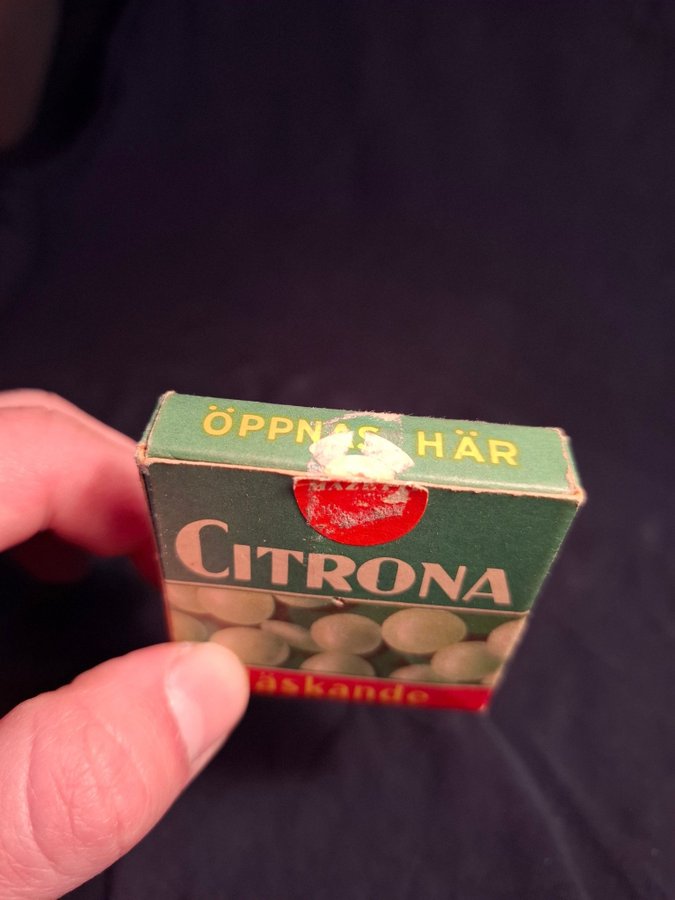 ÖPPNAS HÄR
CITRONA
äskande